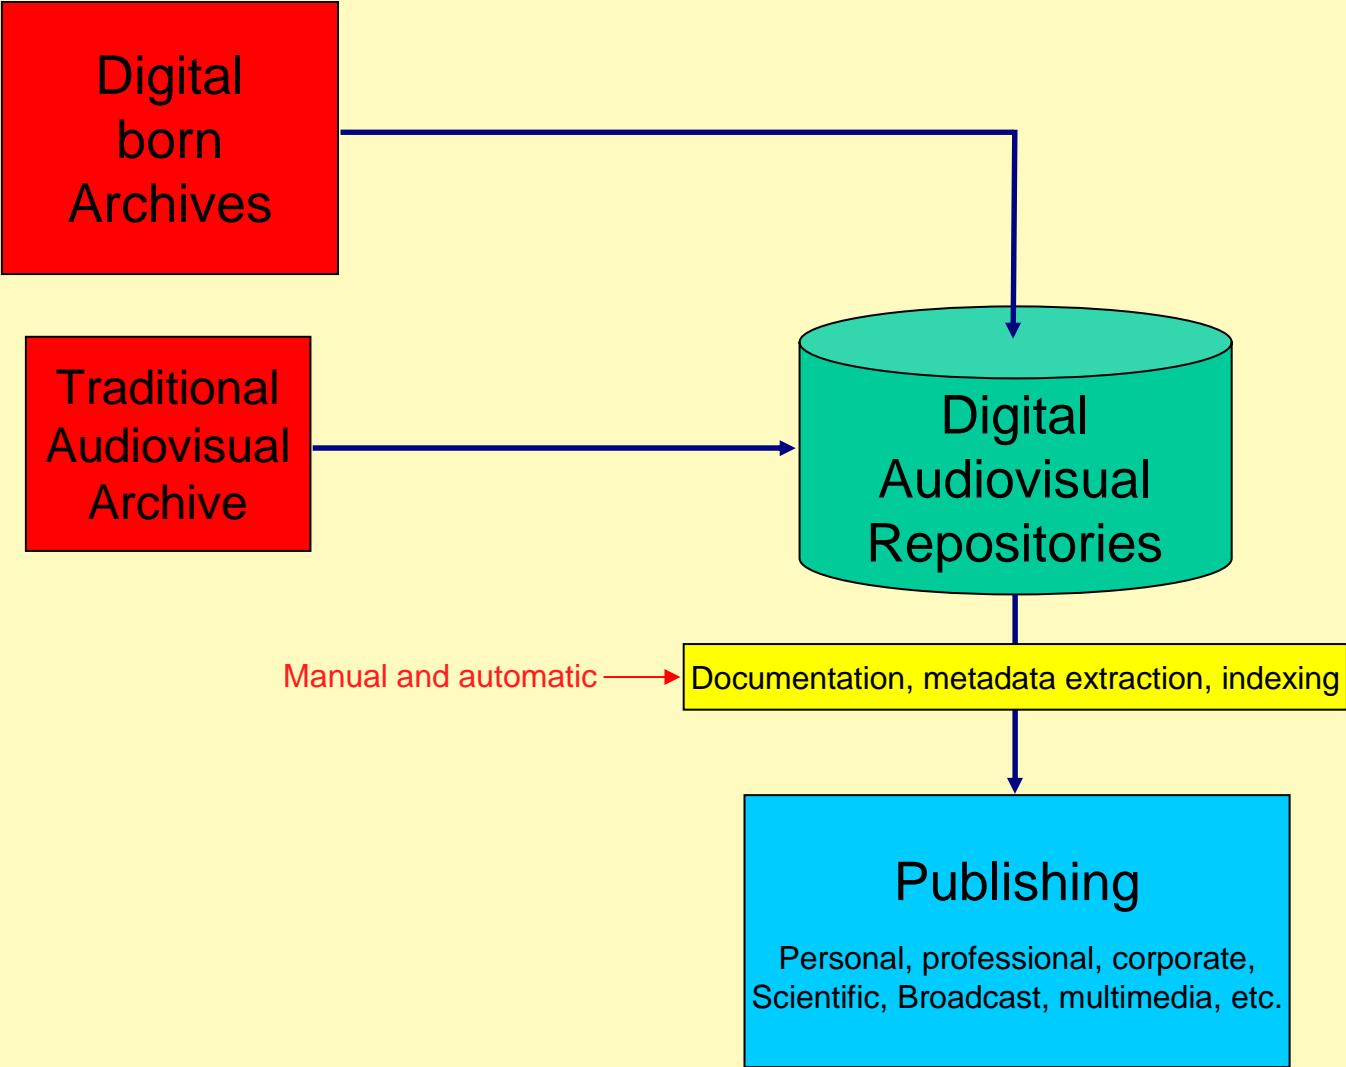 Digital
born
Archives
Traditional
Audiovisual
Archive
Digital
Audiovisual
Repositories
Manual and automatic
Documentation, metadata extraction, indexing
Publishing
Personal, professional, corporate,
Scientific, Broadcast, multimedia, etc.